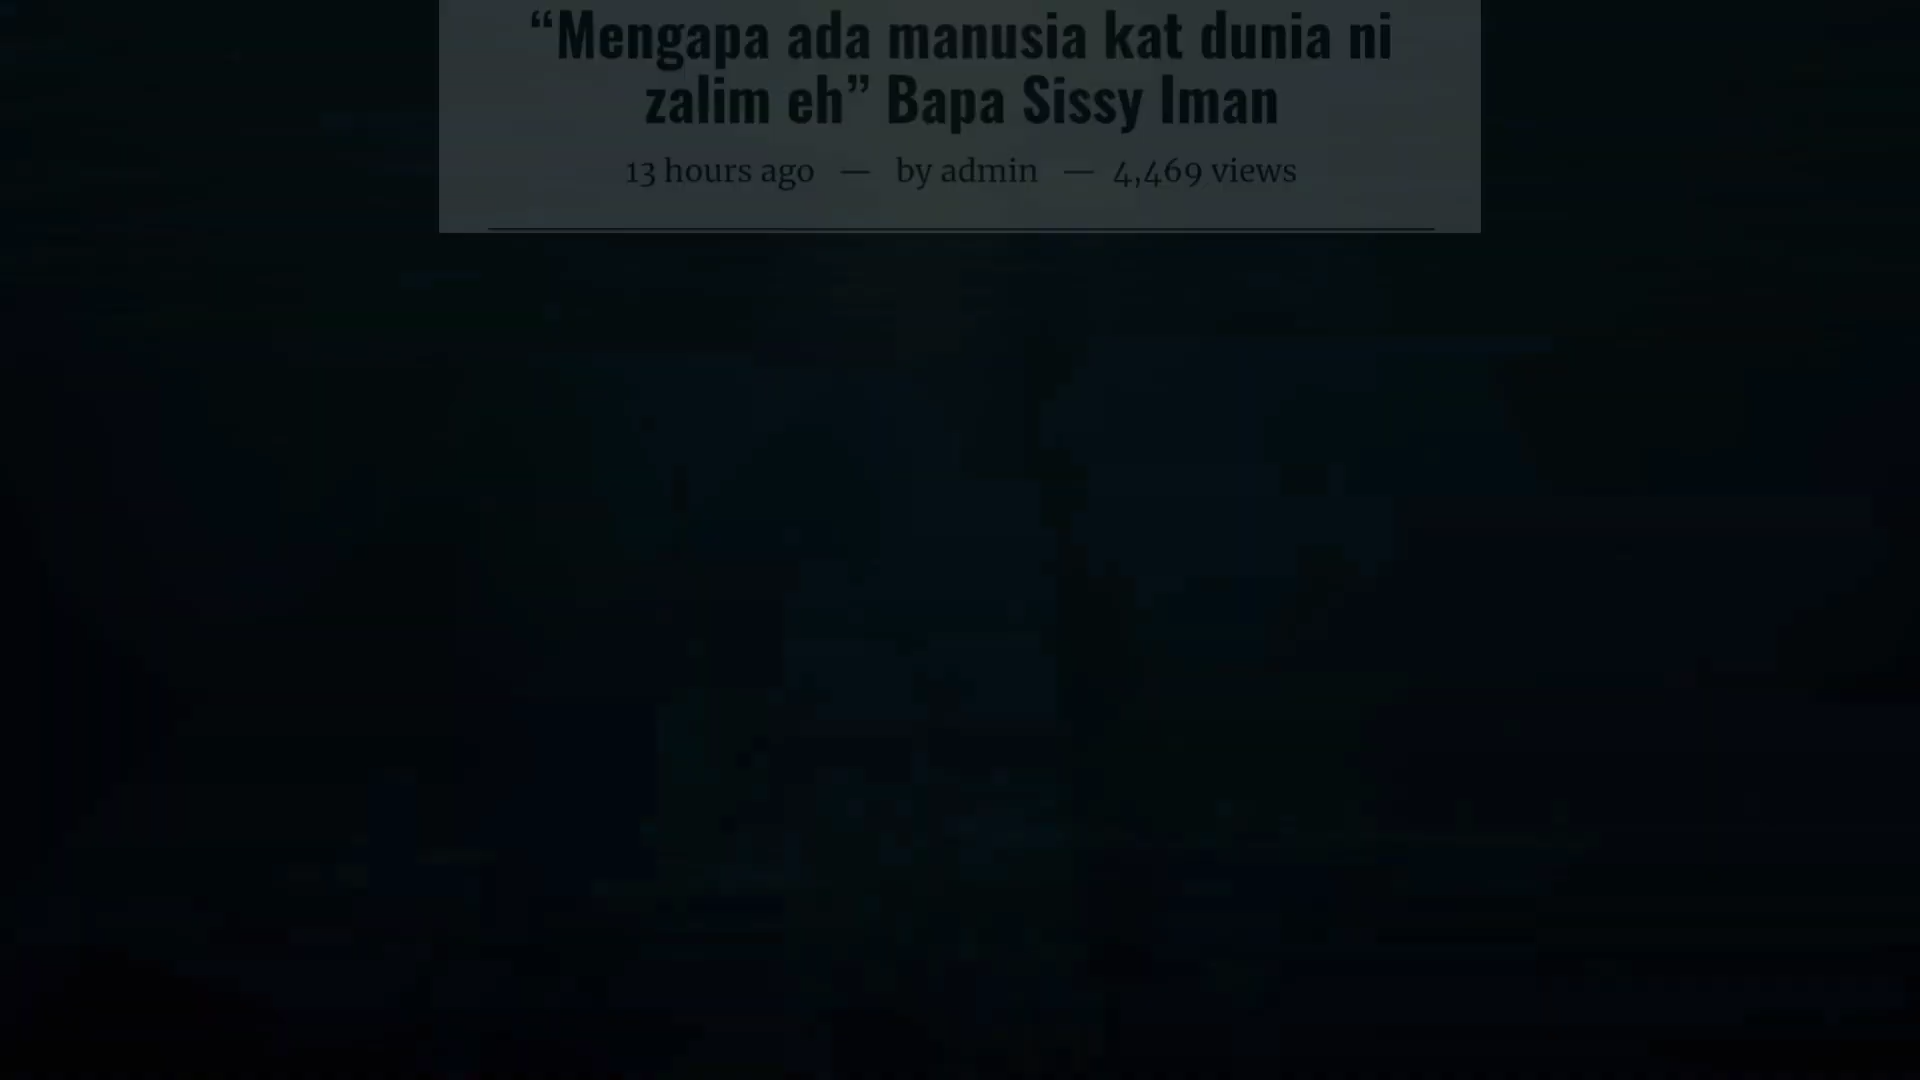 “Mengapa ada manusia kat dunia ni
zalim eh” Bapa Sissy Iman
13 hours ago — by admin — 4,469 views